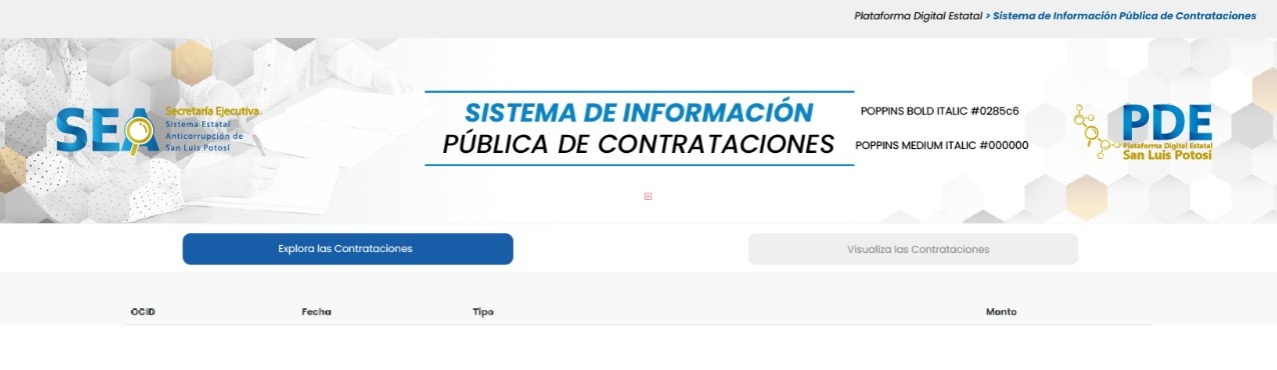 Plataforma Digital Estatal > Sistema de Información Pública de Contrataciones
SEA
Secretaría Ejecutiva
Sistema Estatal
Anticorrupción de
San Luis Potosí
SISTEMA DE INFORMACIÓN
PÚBLICA DE CONTRATACIONES
POPPINS BOLD ITALIC #0285c6
POPPINS MEDIUM ITALIC #000000
PDE
Plataforma Digital Estatal
San Luis Potosí
Explora las Contrataciones
Visualiza las Contrataciones
OCID Fecha Tipo Monto